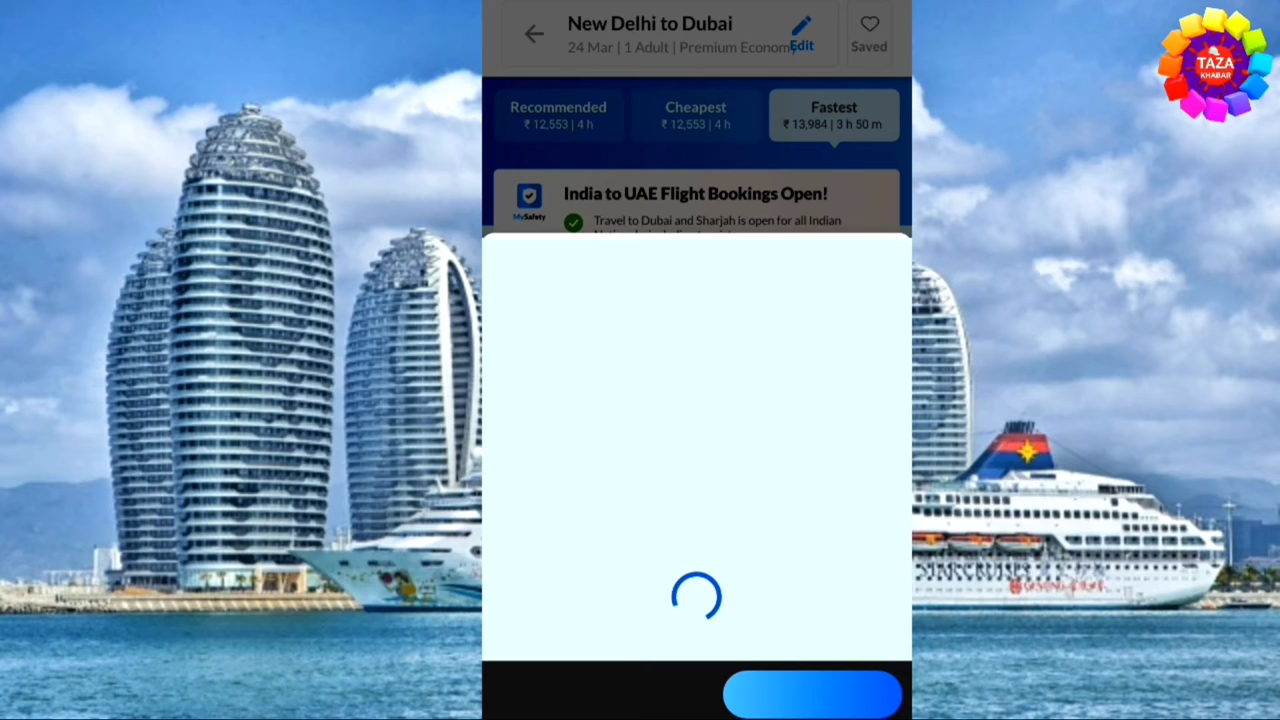 New Delhi to Dubai
24 Mar | 1 Adult | Premium Economy
Edit
Saved
Recommended
₹ 12,553 | 4 h
Cheapest
₹ 12,553 | 4 h
Fastest
₹ 13,984 | 3 h 50 m
India to UAE Flight Bookings Open!
MySafety
Travel to Dubai and Sharjah is open for all Indian
TAZA
KHABAR